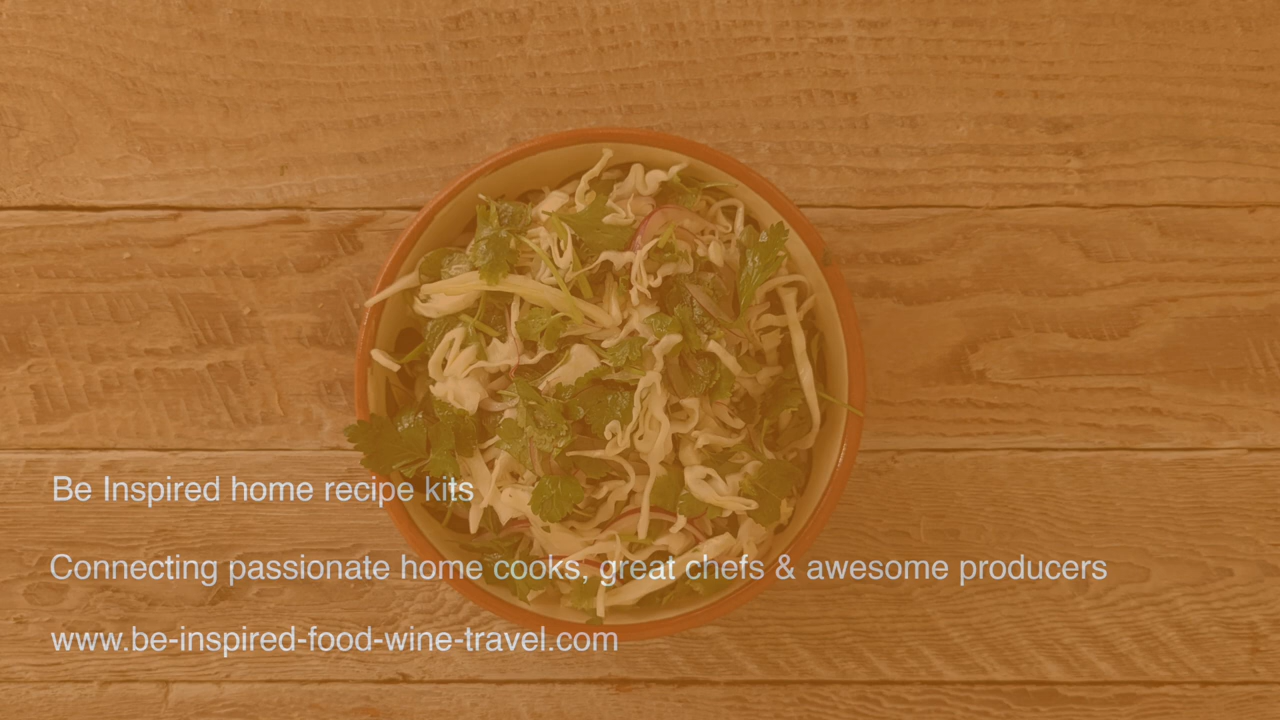 Be Inspired home recipe kits
Connecting passionate home cooks, great chefs & awesome producers
www.be-inspired-food-wine-travel.com